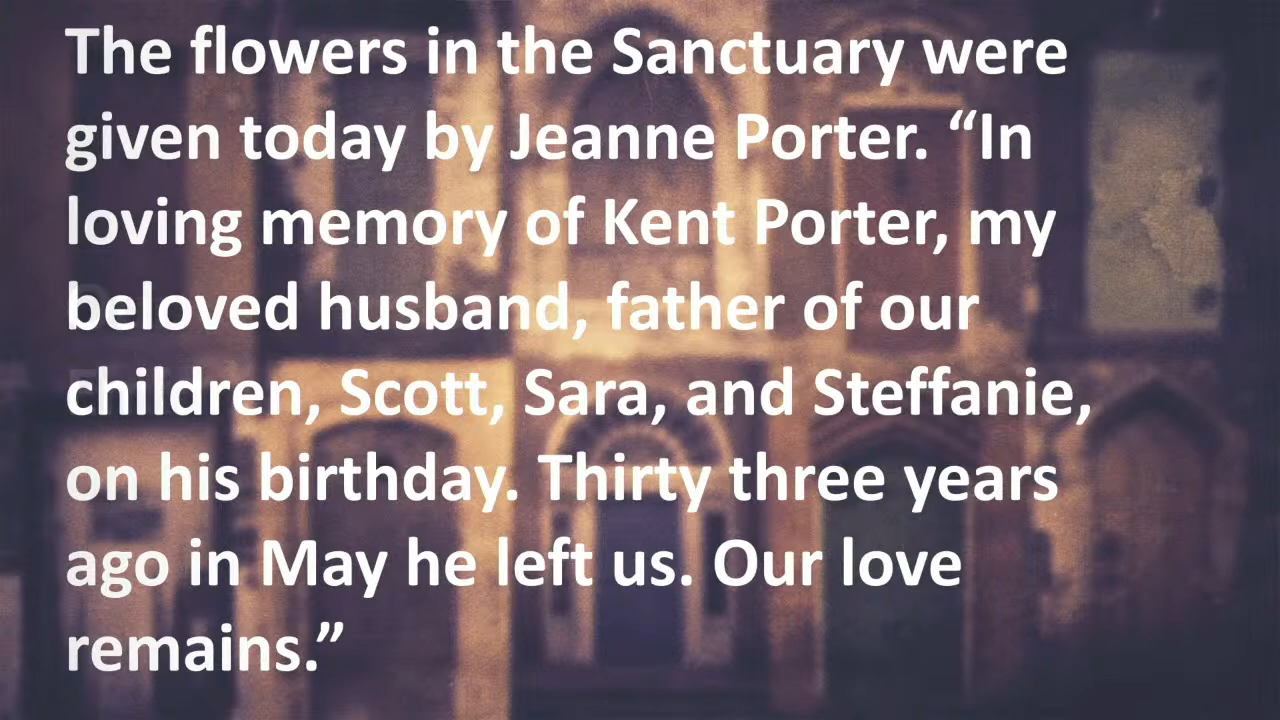 The flowers in the Sanctuary were
given today by Jeanne Porter. “In
loving memory of Kent Porter, my
beloved husband, father of our
children, Scott, Sara, and Steffanie,
on his birthday. Thirty three years
ago in May he left us. Our love
remains.”